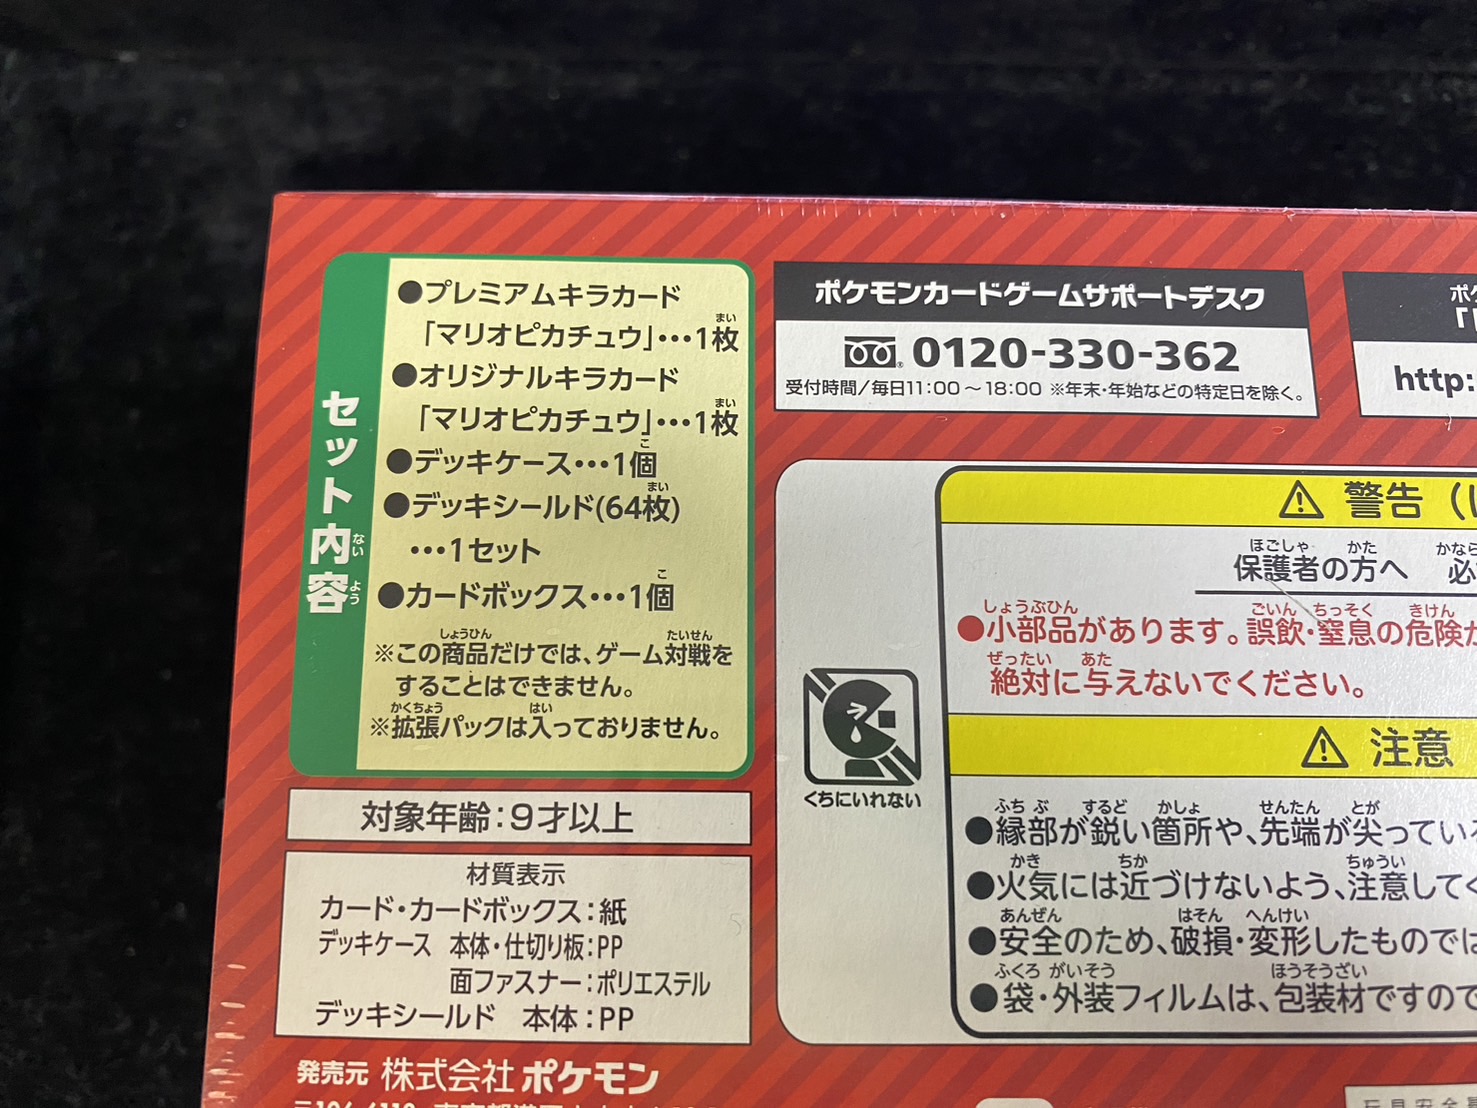 セット内容
●プレミアムキラカード
「マリオピカチュウ」…1枚
●オリジナルキラカード
「マリオピカチュウ」…1枚
●デッキケース…1個
●デッキシールド(64枚)
…1セット
●カードボックス…1個
※この商品だけでは、ゲーム対戦を
することはできません。
※拡張パックは入っておりません。
対象年齢:9才以上
材質表示
カード・カードボックス:紙
デッキケース 本体・仕切り板:PP
面ファスナー:ポリエステル
デッキシールド 本体:PP
発売元 株式会社ポケモン
ポケモンカードゲームサポートデスク
0120-330-362
受付時間/毎日11:00～18:00 ※年末・年始などの特定日を除く。
http:
警告
保護者の方へ 必
●小部品があります。誤飲・窒息の危険が
絶対に与えないでください。
くちにいれない
注意
●縁部が鋭い箇所や、先端が尖ってい
●火気には近づけないよう、注意して
●安全のため、破損・変形したものでは
●袋・外装フィルムは、包装材ですので